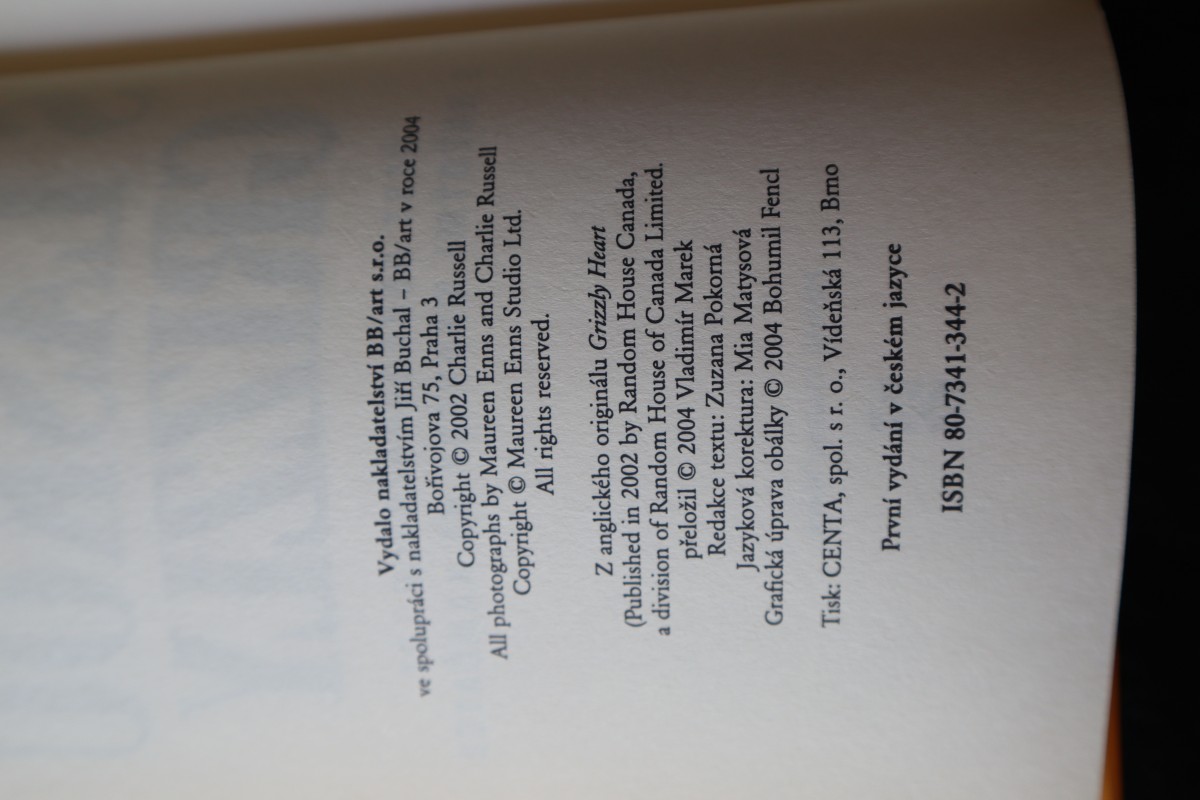 Vydalo nakladatelství BB/art s.r.o.
ve spolupráci s nakladatelstvím Jiří Buchal – BB/art v roce 2004
Bořivojova 75, Praha 3
Copyright © 2002 Charlie Russell
All photographs by Maureen Enns and Charlie Russell
Copyright © Maureen Enns Studio Ltd.
All rights reserved.
Z anglického originálu Grizzly Heart
(Published in 2002 by Random House Canada,
a division of Random House of Canada Limited.
přeložil © 2004 Vladimír Marek
Redakce textu: Zuzana Pokorná
Jazyková korektura: Mia Matysová
Grafická úprava obálky © 2004 Bohumil Fencl
Tisk: CENTA, spol. s r. o., Vídeňská 113, Brno
První vydání v českém jazyce
ISBN 80-7341-344-2